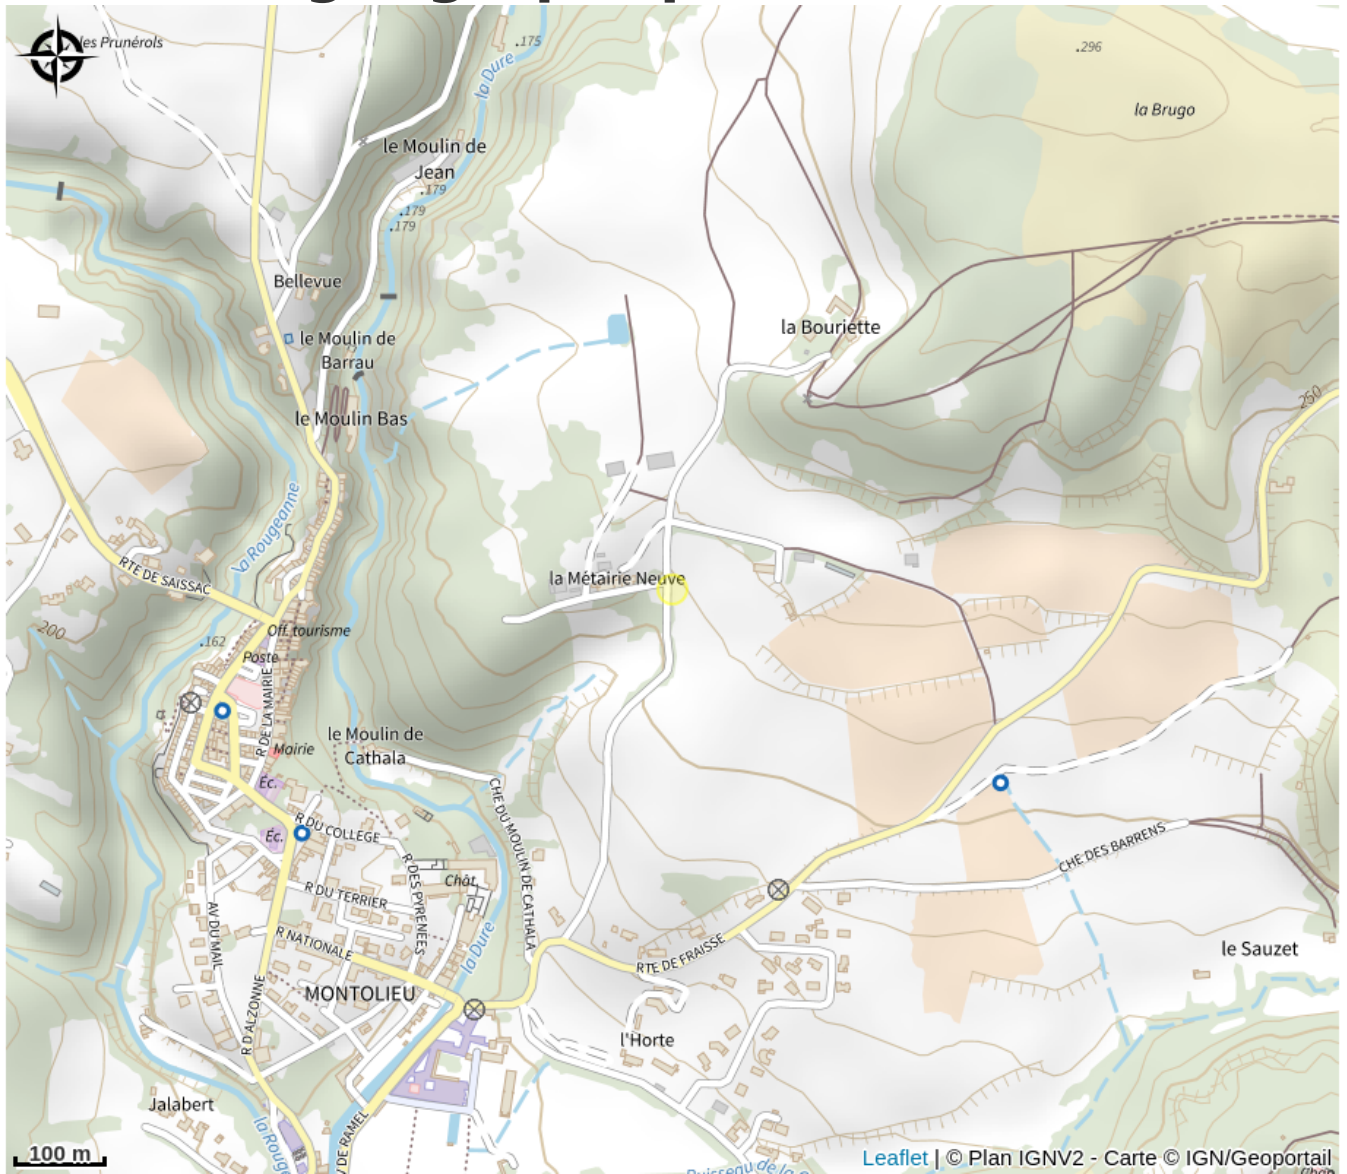 les Prunérols
.175
la Dure
.296
la Brugo
le Moulin de
Jean
.179
.179
.179
Bellevue
la Bouriette
le Moulin de
Barrau
250
le Moulin Bas
la Rougeanne
RTE DE SAISSAC
la Métairie Neuve
200
.162
Off. tourisme
Poste
R DE LA MAIRIE
Mairie
le Moulin de
Cathala
Éc.
CHE DU MOULIN DE CATHALA
Éc.
R DU COLLEGE
R DES PYRENEES
CHE DES BARRENS
Chât.
R DU TERRIER
AV DU MAIL
R NATIONALE
la Dure
RTE DE FRAISSE
le Sauzet
MONTOLIEU
R D'ALZONNE
l'Horte
Jalabert
100 m
Leaflet | © Plan IGNV2 - Carte © IGN/Geoportail